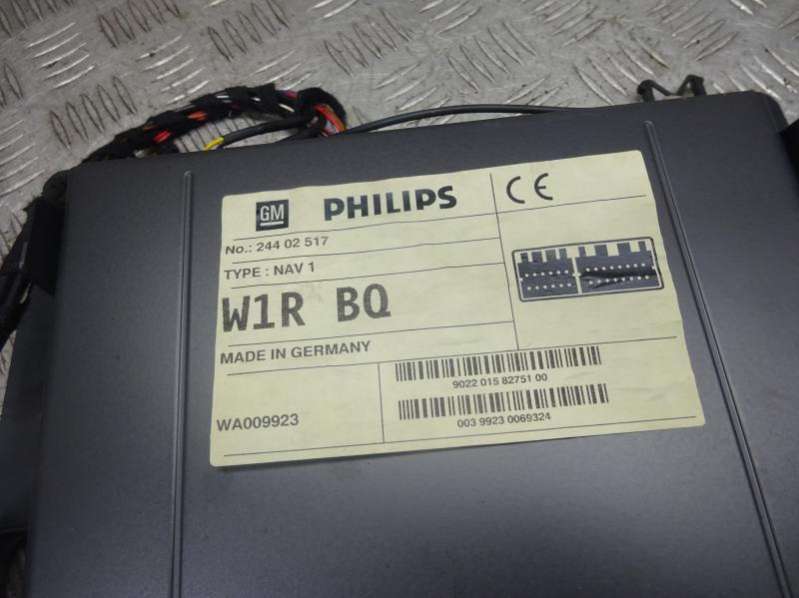 GM PHILIPS CE
No.: 244 02 517
TYPE : NAV 1
W1R BQ
MADE IN GERMANY
9022 015 82751 00
WA009923
003 9923 0069324